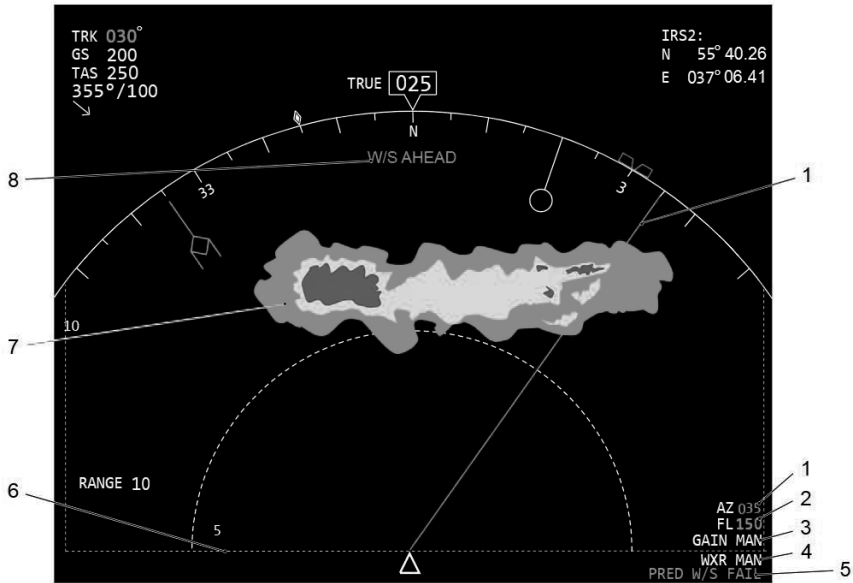 TRK 030°
GS 200
TAS 250
355°/100
IRS2:
N 55° 40.26
E 037° 06.41
TRUE 025
N
W/S AHEAD
8
33
3
1
10
7
RANGE 10
6
5
1
AZ 035
2
FL 150
3
GAIN MAN
4
WXR MAN
PRED W/S FAIL
5